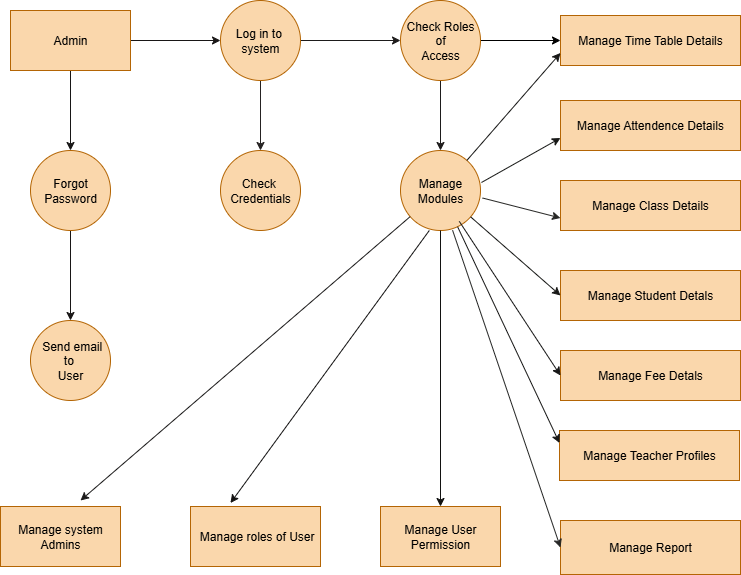 Admin
Log in to
system
Check Roles
of
Access
Manage Time Table Details
Manage Attendence Details
Forgot
Password
Check
Credentials
Manage
Modules
Manage Class Details
Manage Student Detals
Send email
to
User
Manage Fee Detals
Manage Teacher Profiles
Manage system
Admins
Manage roles of User
Manage User
Permission
Manage Report